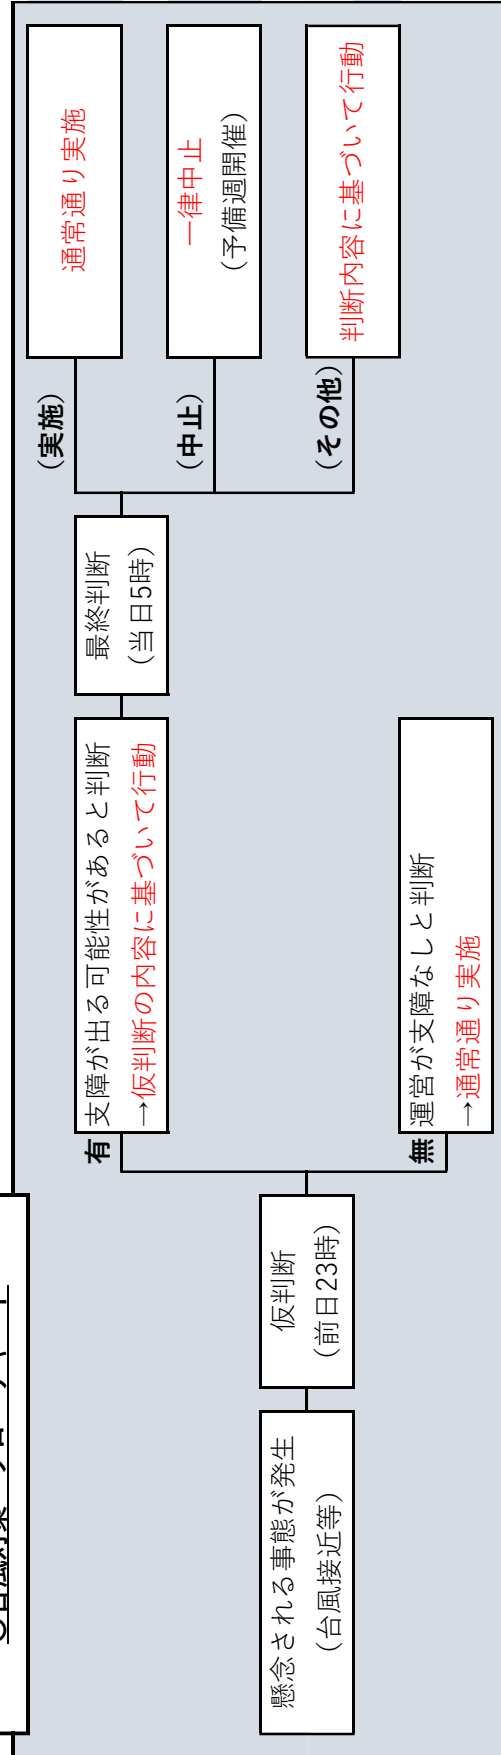 懸念される事態が発生
(台風接近等)
仮判断
(前日23時)
有
支障が出る可能性があると判断
→仮判断の内容に基づいて行動
無
運営が支障なしと判断
→通常通り実施
最終判断
(当日5時)
(実施)
通常通り実施
(中止)
一律中止
(予備週開催)
(その他)
判断内容に基づいて行動